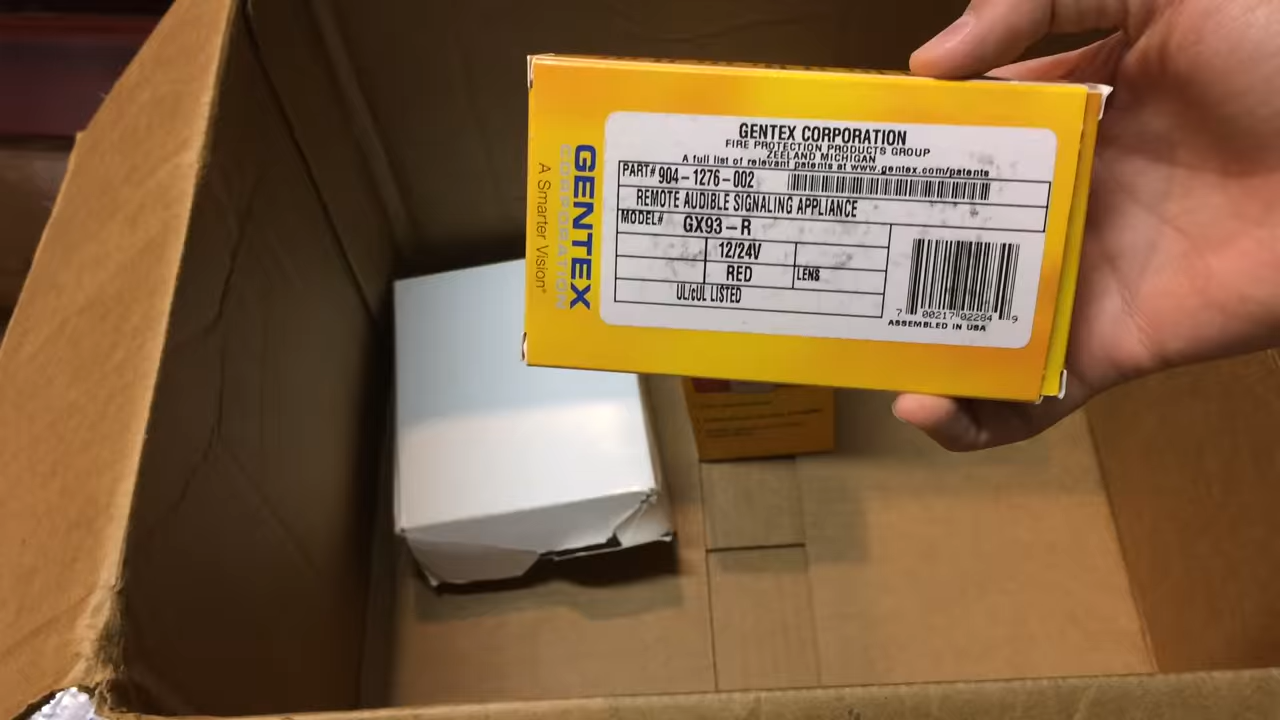 GENTEX CORPORATION
FIRE PROTECTION PRODUCTS GROUP
ZEELAND MICHIGAN
A full list of relevant patents at www.gentex.com/patents
PART# 904-1276-002
REMOTE AUDIBLE SIGNALING APPLIANCE
MODEL# GX93-R
12/24V
RED LENS
UL/cUL LISTED
7 00217 02284 9
ASSEMBLED IN USA
GENTEX
CORPORATION
A Smarter Vision®